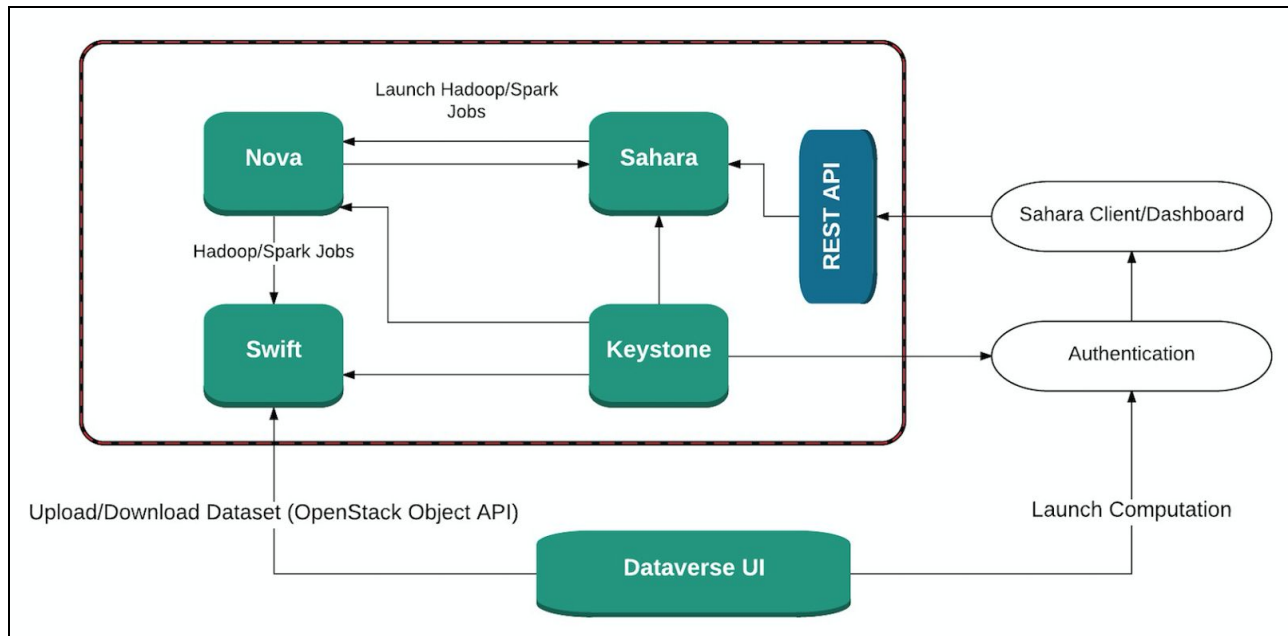 Launch Hadoop/Spark
Jobs
Nova
Sahara
REST API
Sahara Client/Dashboard
Hadoop/Spark Jobs
Swift
Keystone
Authentication
Upload/Download Dataset (OpenStack Object API)
Launch Computation
Dataverse UI